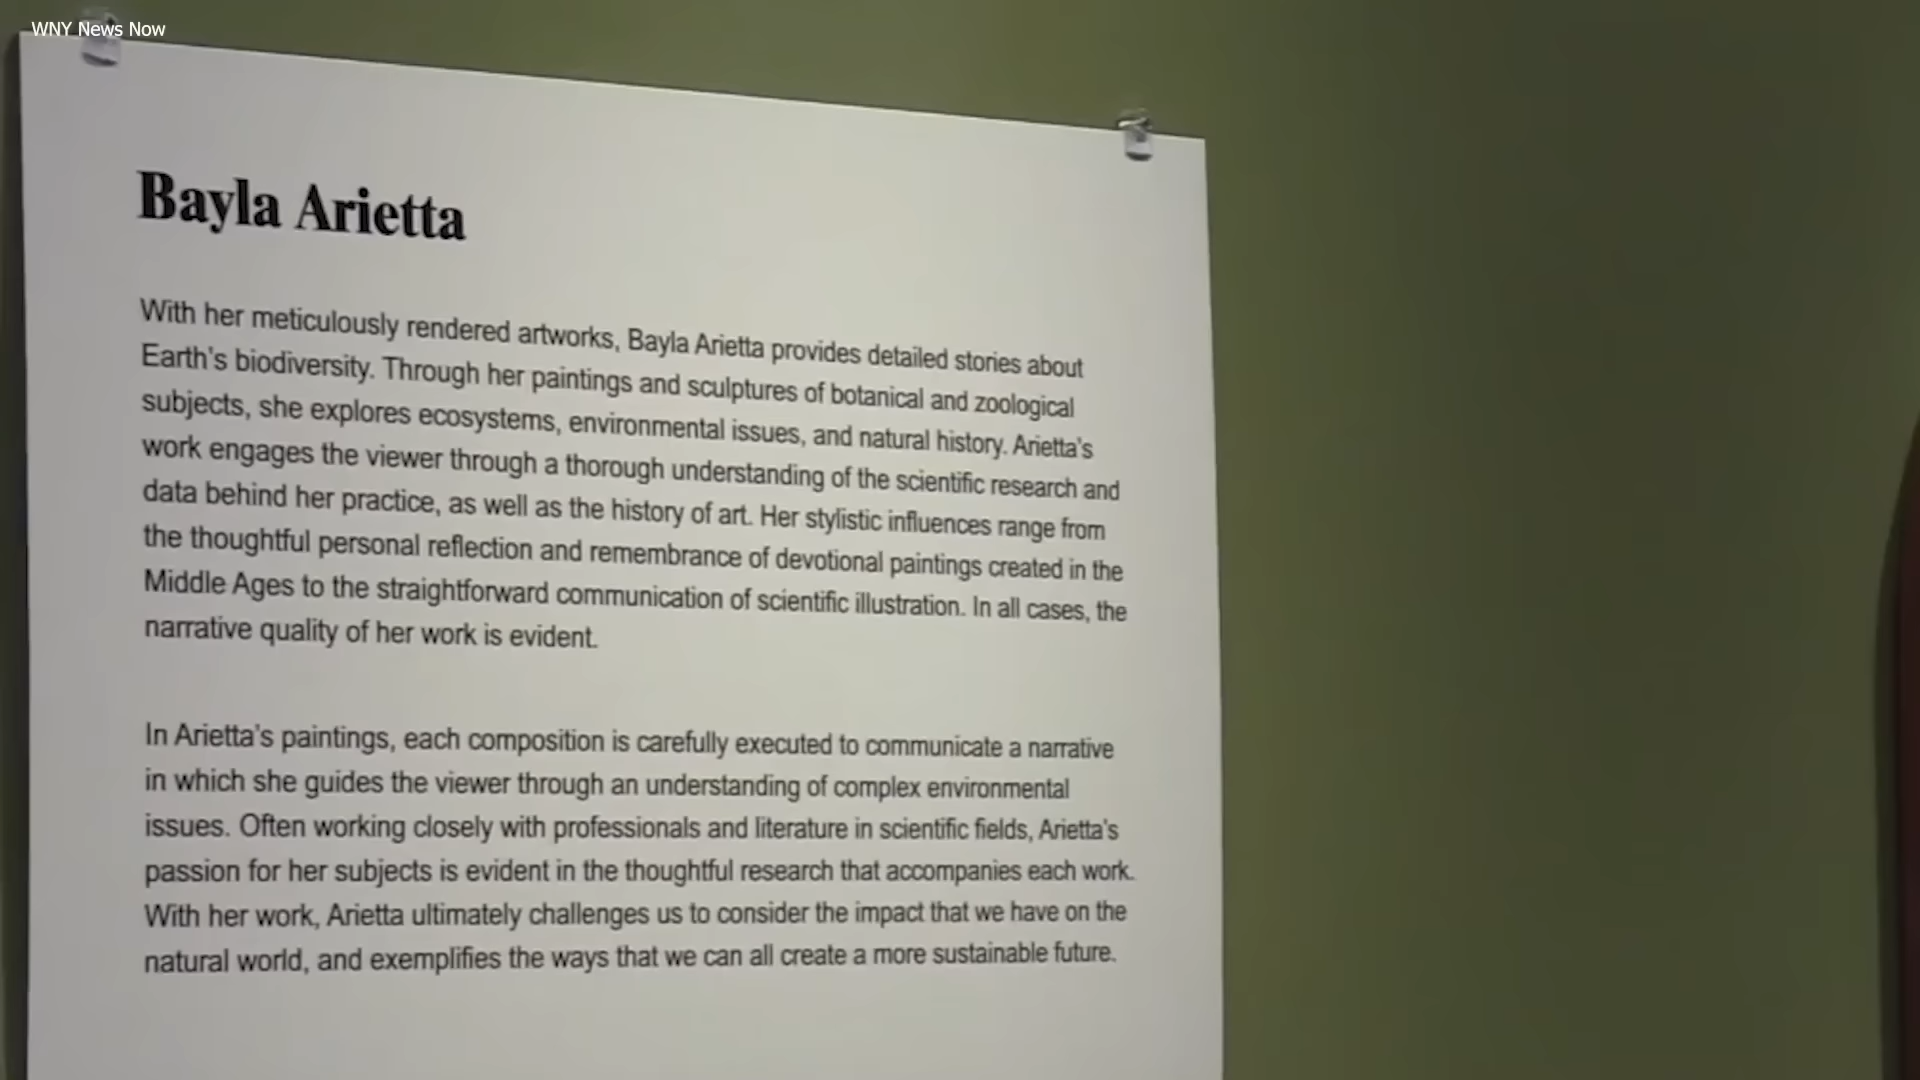 WNY News Now
Bayla Arietta
With her meticulously rendered artworks, Bayla Arietta provides detailed stories about
Earth's biodiversity. Through her paintings and sculptures of botanical and zoological
subjects, she explores ecosystems, environmental issues, and natural history. Arietta's
work engages the viewer through a thorough understanding of the scientific research and
data behind her practice, as well as the history of art. Her stylistic influences range from
the thoughtful personal reflection and remembrance of devotional paintings created in the
Middle Ages to the straightforward communication of scientific illustration. In all cases, the
narrative quality of her work is evident.
In Arietta's paintings, each composition is carefully executed to communicate a narrative
in which she guides the viewer through an understanding of complex environmental
issues. Often working closely with professionals and literature in scientific fields, Arietta's
passion for her subjects is evident in the thoughtful research that accompanies each work.
With her work, Arietta ultimately challenges us to consider the impact that we have on the
natural world, and exemplifies the ways that we can all create a more sustainable future.